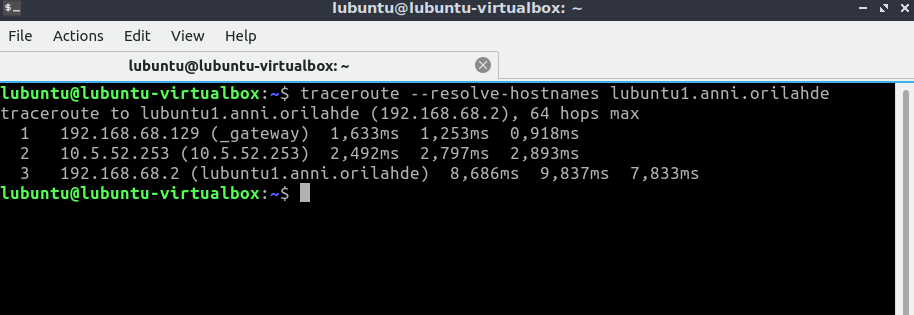 lubuntu@lubuntu-virtualbox: ~
File Actions Edit View Help
lubuntu@lubuntu-virtualbox: ~
lubuntu@lubuntu-virtualbox:~$ traceroute --resolve-hostnames lubuntu1.anni.orilahde
traceroute to lubuntu1.anni.orilahde (192.168.68.2), 64 hops max
1 192.168.68.129 (_gateway) 1,633ms 1,253ms 0,918ms
2 10.5.52.253 (10.5.52.253) 2,492ms 2,797ms 2,893ms
3 192.168.68.2 (lubuntu1.anni.orilahde) 8,686ms 9,837ms 7,833ms
lubuntu@lubuntu-virtualbox:~$